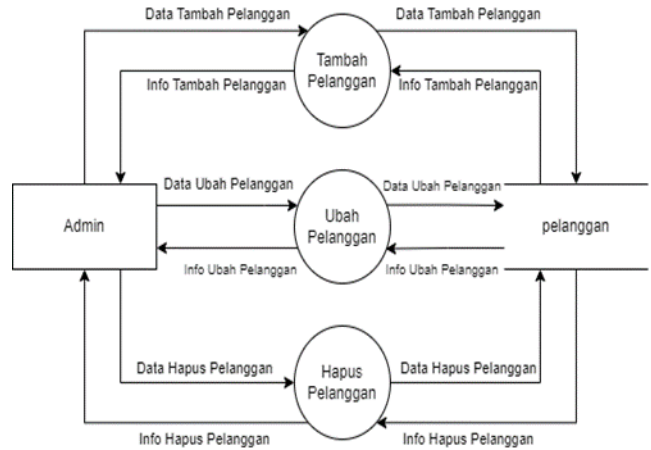 Data Tambah Pelanggan
Data Tambah Pelanggan
Tambah
Pelanggan
Info Tambah Pelanggan
Info Tambah Pelanggan
Data Ubah Pelanggan
Data Ubah Pelanggan
Admin
Ubah
Pelanggan
pelanggan
Info Ubah Pelanggan
Info Ubah Pelanggan
Data Hapus Pelanggan
Data Hapus Pelanggan
Hapus
Pelanggan
Info Hapus Pelanggan
Info Hapus Pelanggan